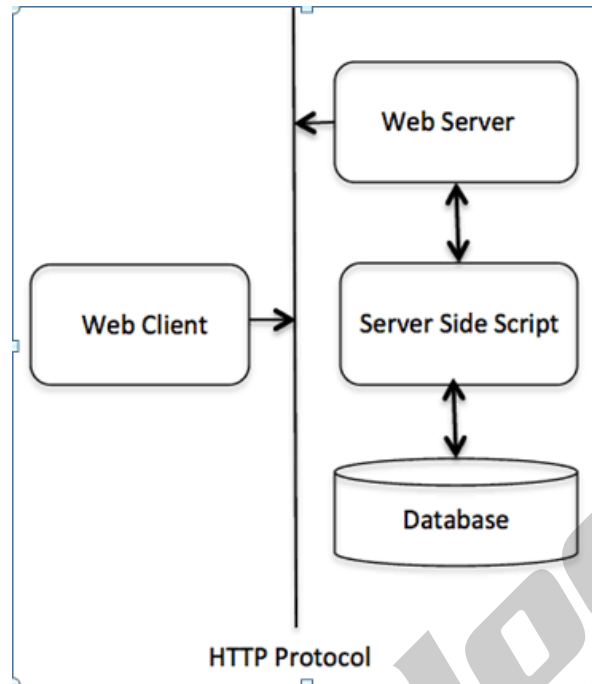 Web Server
Web Client
Server Side Script
Database
HTTP Protocol